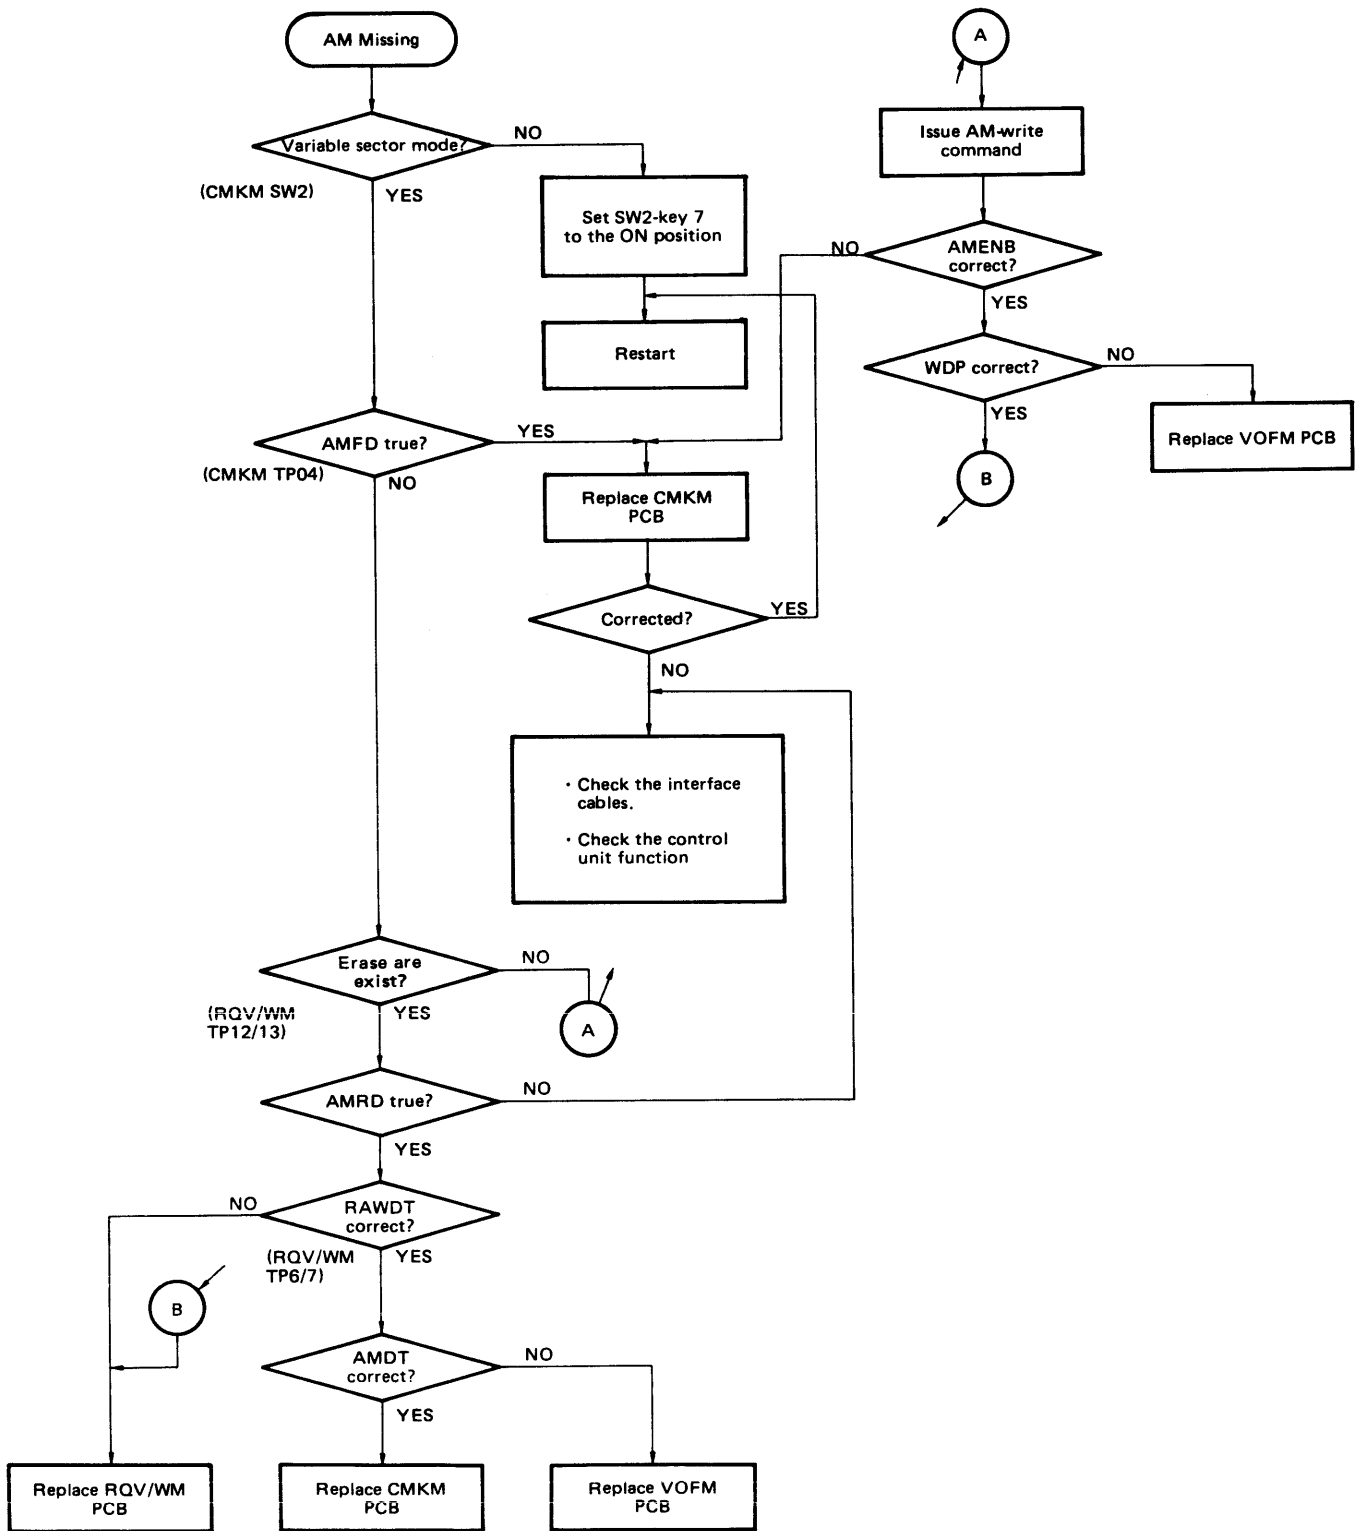 AM Missing
A
Issue AM-write
command
Variable sector mode?
NO
(CMKM SW2)
YES
Set SW2-key 7
to the ON position
NO
AMENB
correct?
YES
Restart
WDP correct?
NO
YES
Replace VOFM PCB
B
AMFD true?
YES
(CMKM TP04)
NO
Replace CMKM
PCB
Corrected?
YES
NO
· Check the interface
cables.
· Check the control
unit function
Erase are
exist?
NO
(RQV/WM
TP12/13)
YES
A
AMRD true?
NO
YES
NO
RAWDT
correct?
(RQV/WM
TP6/7)
YES
B
AMDT
correct?
NO
YES
Replace RQV/WM
PCB
Replace CMKM
PCB
Replace VOFM
PCB